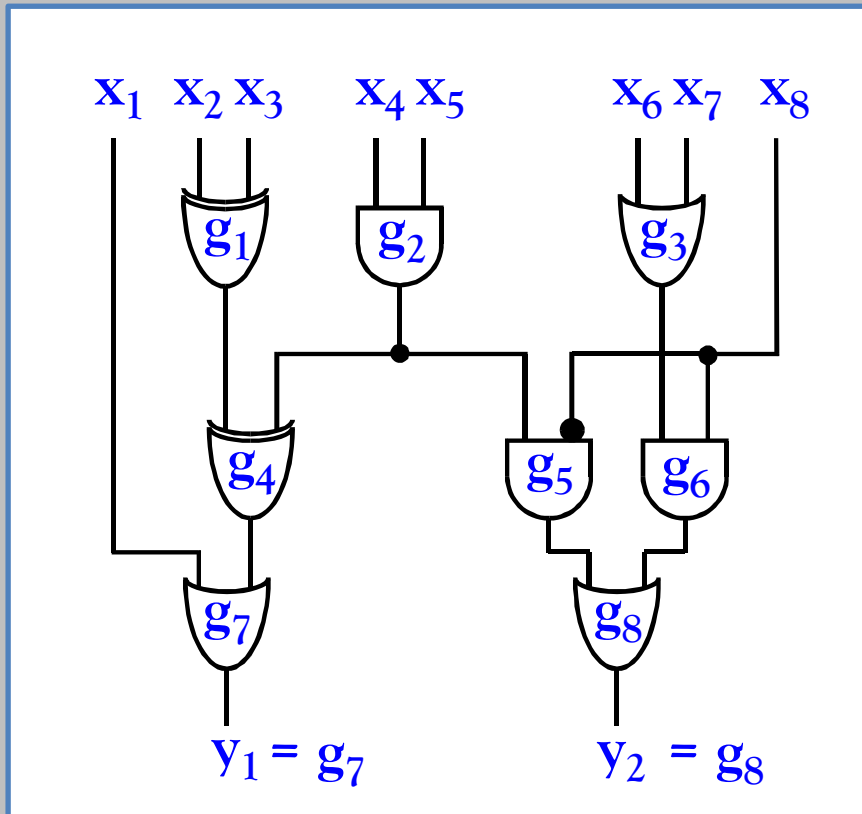 x₁ x₂ x₃ x₄ x₅ x₆ x₇ x₈
g₁ g₂ g₃
g₄ g₅ g₆
g₇ g₈
y₁ = g₇ y₂ = g₈